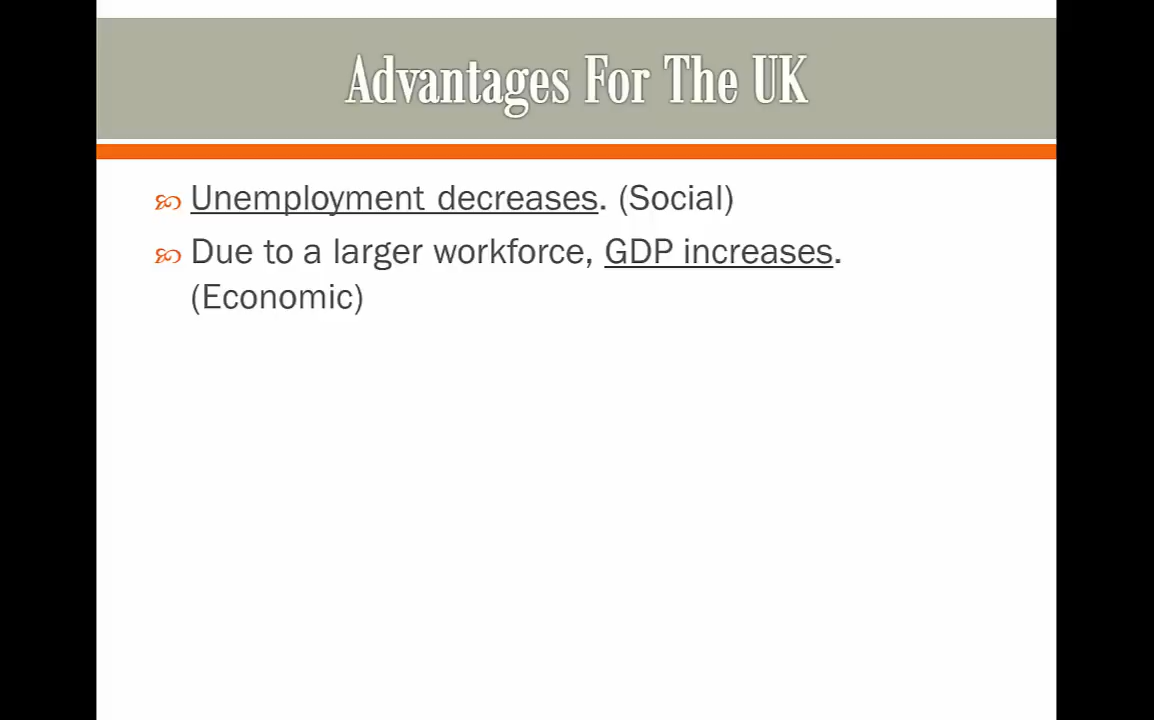 Advantages For The UK
Unemployment decreases. (Social)
Due to a larger workforce, GDP increases.
(Economic)